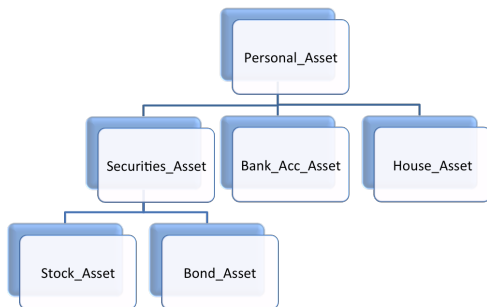 Personal_Asset
Securities_Asset
Bank_Acc_Asset
House_Asset
Stock_Asset
Bond_Asset